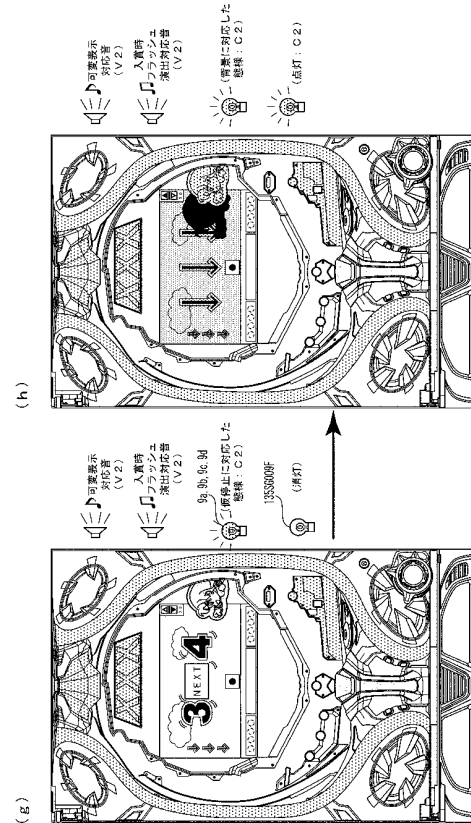 (g)
3
NEXT
4
♪可変表示
対応音
(V2)
入賞時
♫フラッシュ
演出対応音
(V2)
9a, 9b, 9c, 9d
(仮停止に対応した
態様:C2)
135SG009F
(消灯)
(h)
♪可変表示
対応音
(V2)
入賞時
♫フラッシュ
演出対応音
(V2)
(背景に対応した
態様:C2)
(点灯:C2)